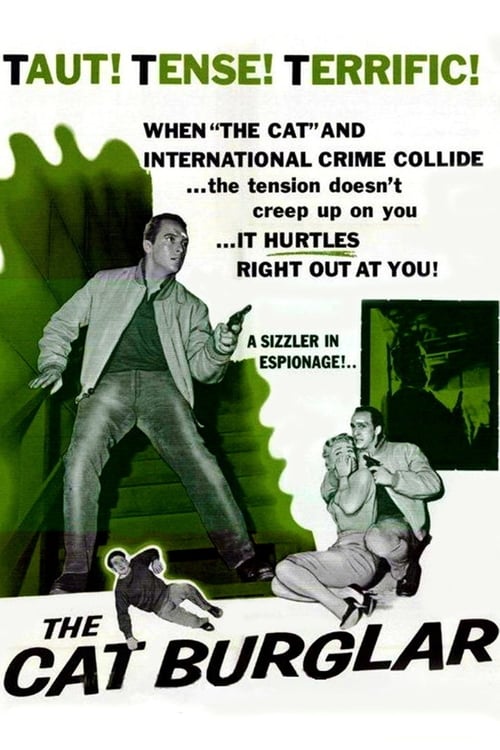 TAUT! TENSE! TERRIFIC!
WHEN "THE CAT" AND
INTERNATIONAL CRIME COLLIDE
...the tension doesn't
creep up on you
...IT HURTLES
RIGHT OUT AT YOU!
A SIZZLER IN
ESPIONAGE!..
THE
CAT BURGLAR